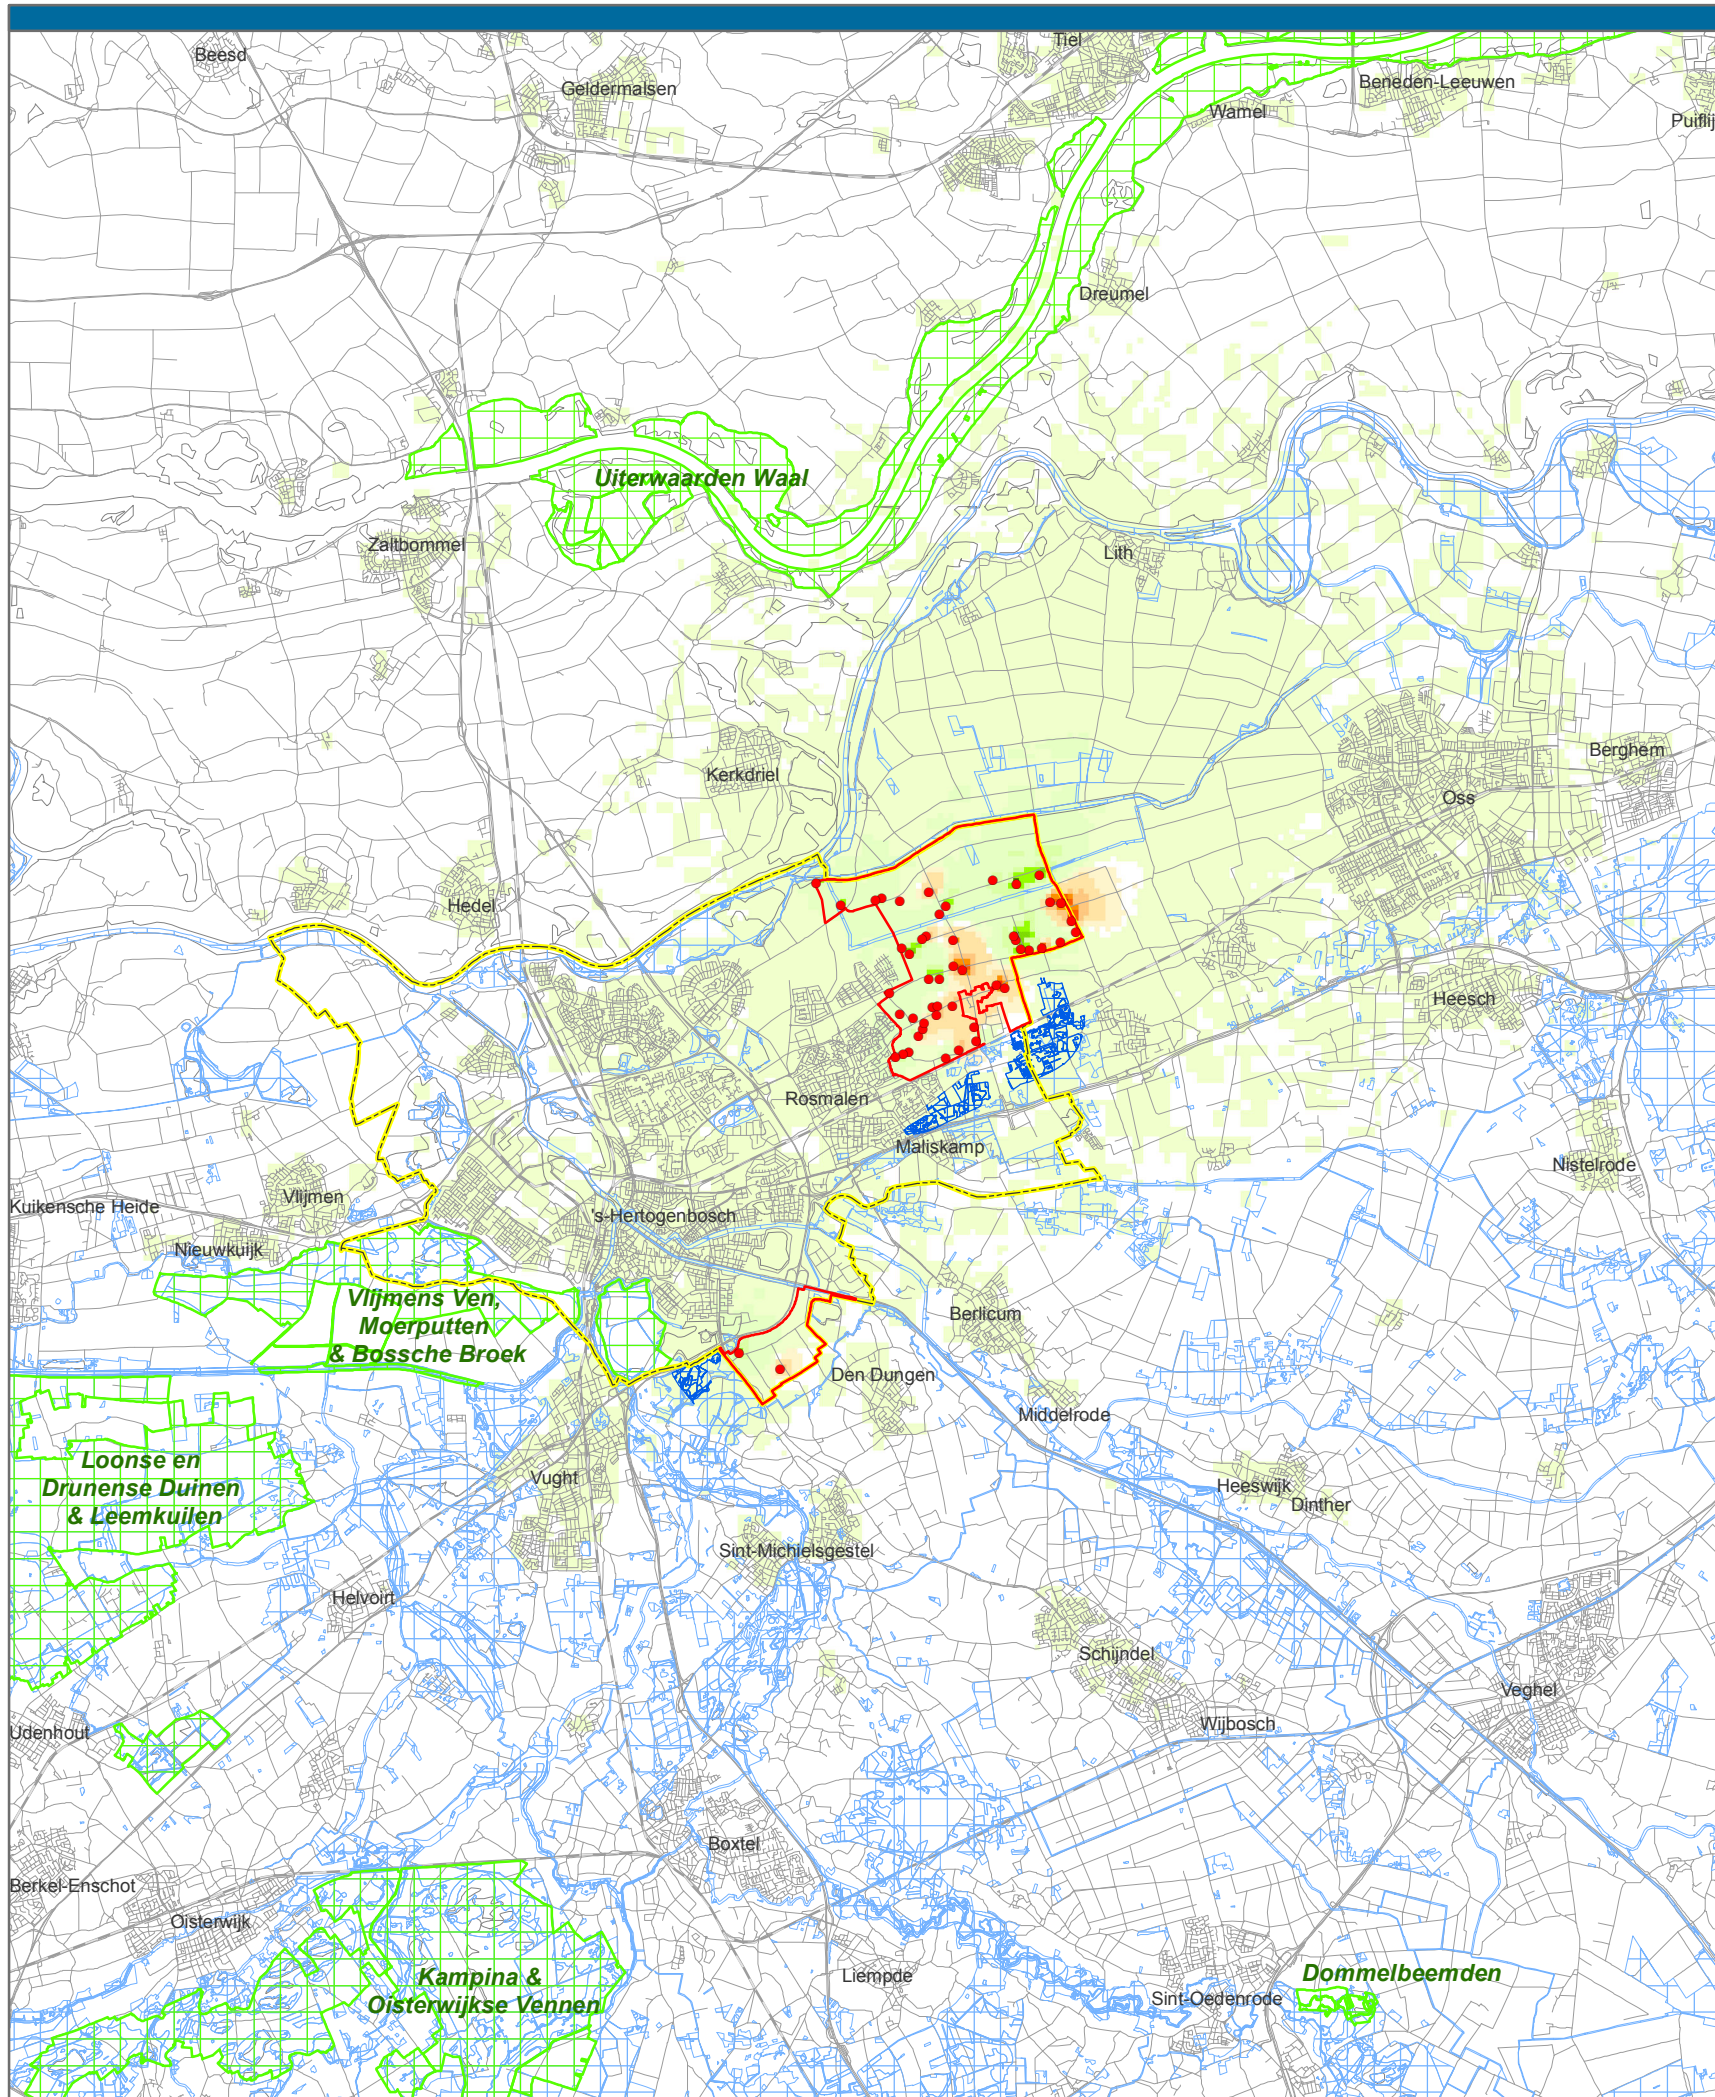 Tiel
Beesd
Beneden-Leeuwen
Geldermalsen
Wamel
Puiflij
Dreumel
Uiterwaarden Waal
Zaltbommel
Lith
Berghem
Kerkdriel
Oss
Hedel
Heesch
Rosmalen
Maliskamp
Nistelrode
Vlijmen
Kuikensche Heide
's-Hertogenbosch
Nieuwkuijk
Vlijmens Ven,
Moerputten
& Bossche Broek
Berlicum
Den Dungen
Middelrode
Loonse en
Drunense Duinen
& Leemkuilen
Vught
Heeswijk
Dinther
Sint-Michielsgestel
Helvoirt
Schijndel
Veghel
Wijbosch
Udenhout
Boxtel
Berkel-Enschot
Oisterwijk
Kampina &
Oisterwijkse Vennen
Liempde
Dommelbeemden
Sint-Oedenrode